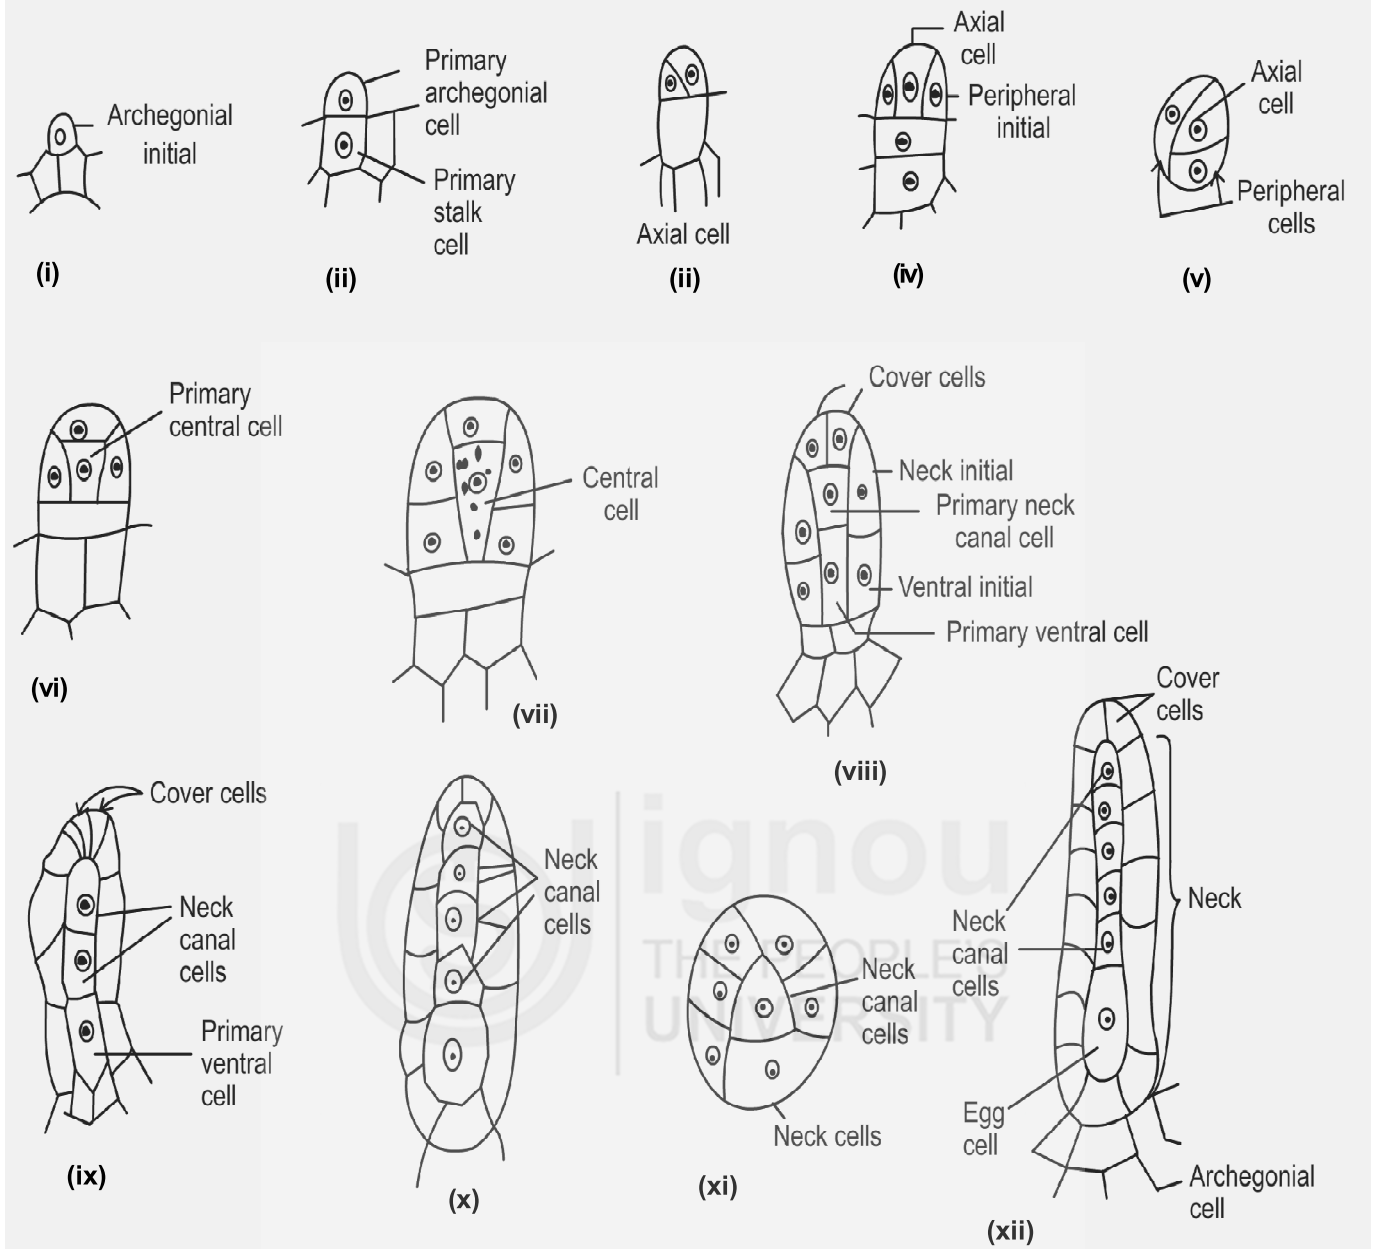 Archegonial
initial
(i)
Primary
archegonial
cell
Primary
stalk
cell
(ii)
Axial cell
(ii)
Axial
cell
Peripheral
initial
(iv)
Axial
cell
Peripheral
cells
(v)
Primary
central cell
(vi)
Central
cell
(vii)
Cover cells
Neck initial
Primary neck
canal cell
Ventral initial
Primary ventral cell
(viii)
Cover cells
Neck
canal
cells
Primary
ventral
cell
(ix)
Neck
canal
cells
(x)
Neck
canal
cells
Neck cells
(xi)
Cover
cells
Neck
Neck
canal
cells
Egg
cell
Archegonial
cell
(xii)
ignou
THE PEOPLE'S
UNIVERSITY